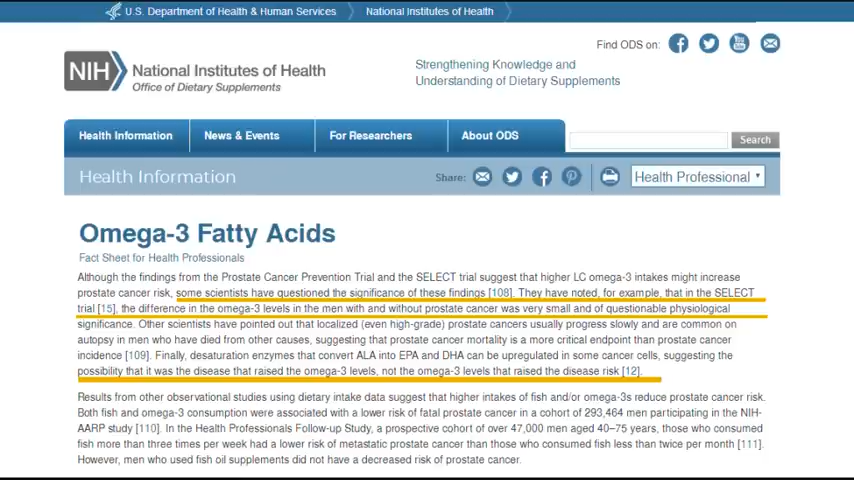 U.S. Department of Health & Human Services
National Institutes of Health
Find ODS on:
NIH
National Institutes of Health
Office of Dietary Supplements
Strengthening Knowledge and
Understanding of Dietary Supplements
Health Information
News & Events
For Researchers
About ODS
Search
Health Information
Share:
Health Professional
Omega-3 Fatty Acids
Fact Sheet for Health Professionals
Although the findings from the Prostate Cancer Prevention Trial and the SELECT trial suggest that higher LC omega-3 intakes might increase
prostate cancer risk, some scientists have questioned the significance of these findings [108]. They have noted, for example, that in the SELECT
trial [15], the difference in the omega-3 levels in the men with and without prostate cancer was very small and of questionable physiological
significance. Other scientists have pointed out that localized (even high-grade) prostate cancers usually progress slowly and are common on
autopsy in men who have died from other causes, suggesting that prostate cancer mortality is a more critical endpoint than prostate cancer
incidence [109]. Finally, desaturation enzymes that convert ALA into EPA and DHA can be upregulated in some cancer cells, suggesting the
possibility that it was the disease that raised the omega-3 levels, not the omega-3 levels that raised the disease risk [12].
Results from other observational studies using dietary intake data suggest that higher intakes of fish and/or omega-3s reduce prostate cancer risk.
Both fish and omega-3 consumption were associated with a lower risk of fatal prostate cancer in a cohort of 293,464 men participating in the NIH-
AARP study [110]. In the Health Professionals Follow-up Study, a prospective cohort of over 47,000 men aged 40–75 years, those who consumed
fish more than three times per week had a lower risk of metastatic prostate cancer than those who consumed fish less than twice per month [111].
However, men who used fish oil supplements did not have a decreased risk of prostate cancer.